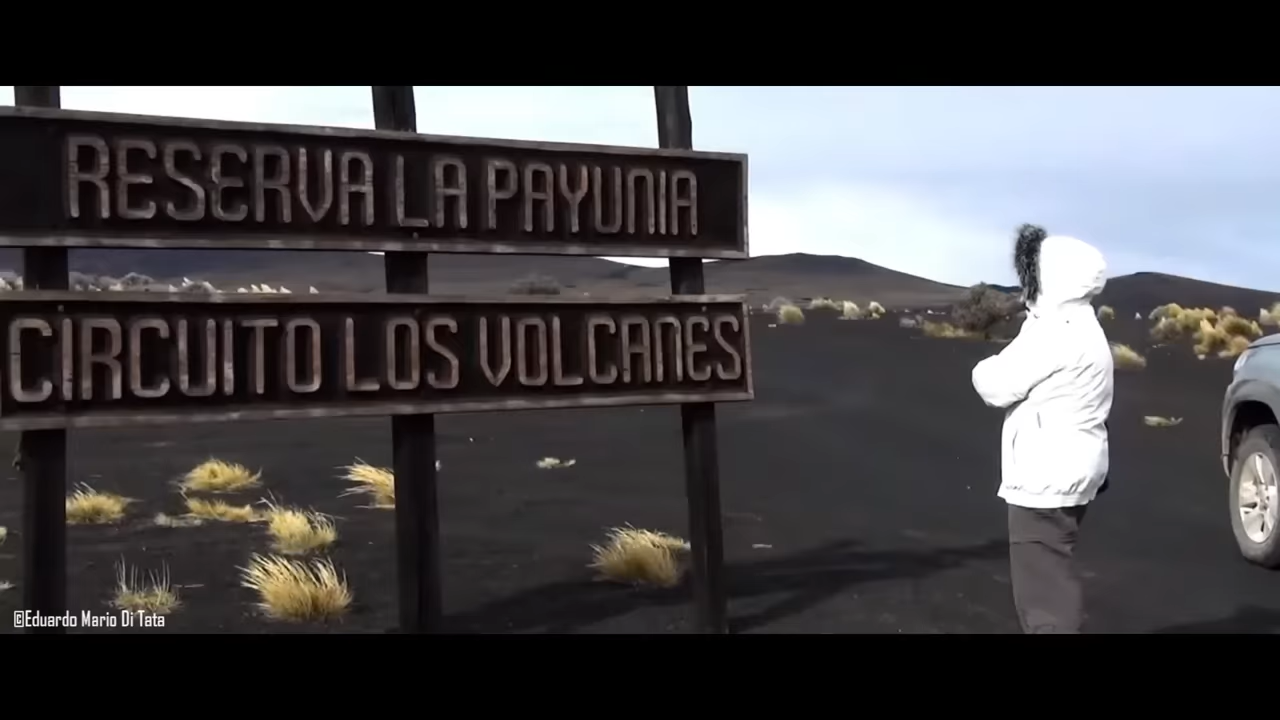 RESERVA LA PAYUNIA
CIRCUITO LOS VOLCANES
©Eduardo Mario Di Tata